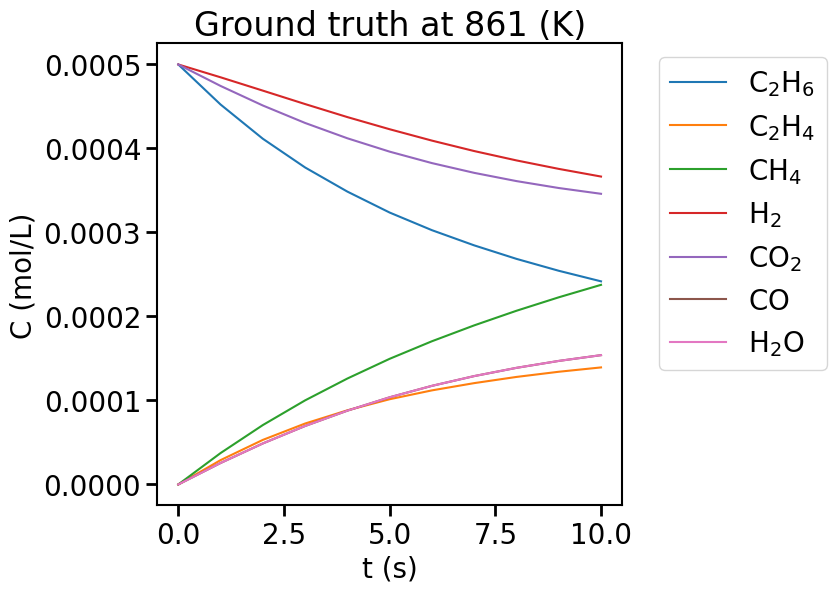 Ground truth at 861 (K)
0.0005
0.0004
0.0003
0.0002
0.0001
0.0000
C (mol/L)
0.0 2.5 5.0 7.5 10.0
t (s)
C₂H₆
C₂H₄
CH₄
H₂
CO₂
CO
H₂O